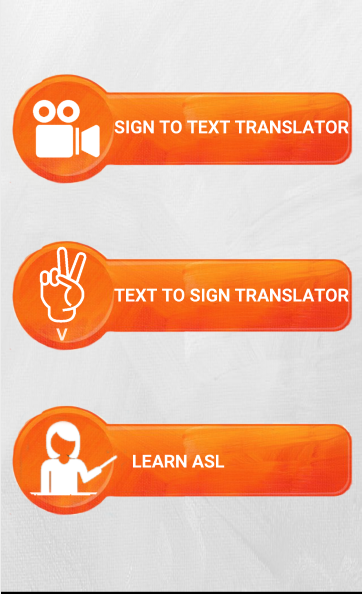 SIGN TO TEXT TRANSLATOR
TEXT TO SIGN TRANSLATOR
V
LEARN ASL